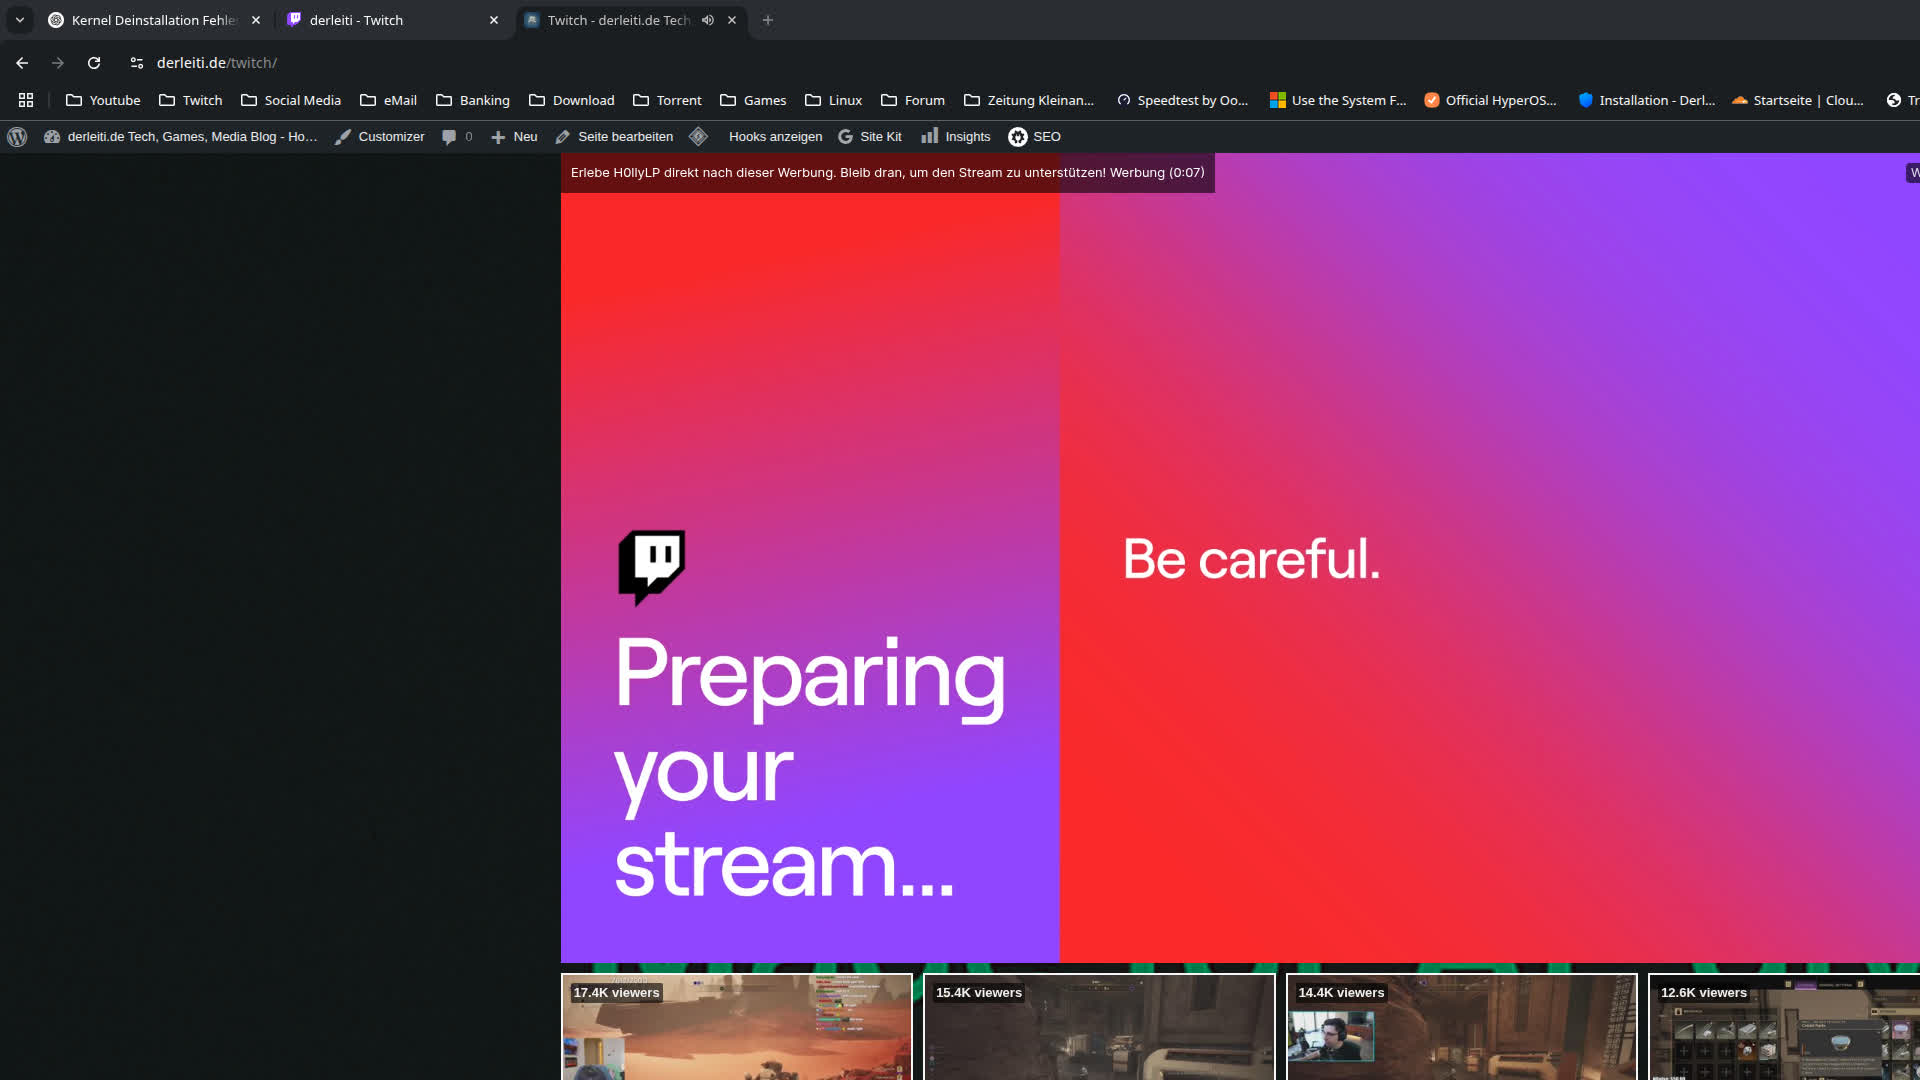 Kernel Deinstallation Fehle
derleiti - Twitch
Twitch - derleiti.de Tech
derleiti.de/twitch/
Youtube
Twitch
Social Media
eMail
Banking
Download
Torrent
Games
Linux
Forum
Zeitung Kleinan...
Speedtest by Oo...
Use the System F...
Official HyperOS...
Installation - Derl...
Startseite | Clou...
derleiti.de Tech, Games, Media Blog - Ho...
Customizer
0
Neu
Seite bearbeiten
Hooks anzeigen
Site Kit
Insights
SEO
Erlebe H0llyLP direkt nach dieser Werbung. Bleib dran, um den Stream zu unterstützen! Werbung (0:07)
Be careful.
Preparing
your
stream...
17.4K viewers
15.4K viewers
14.4K viewers
12.6K viewers